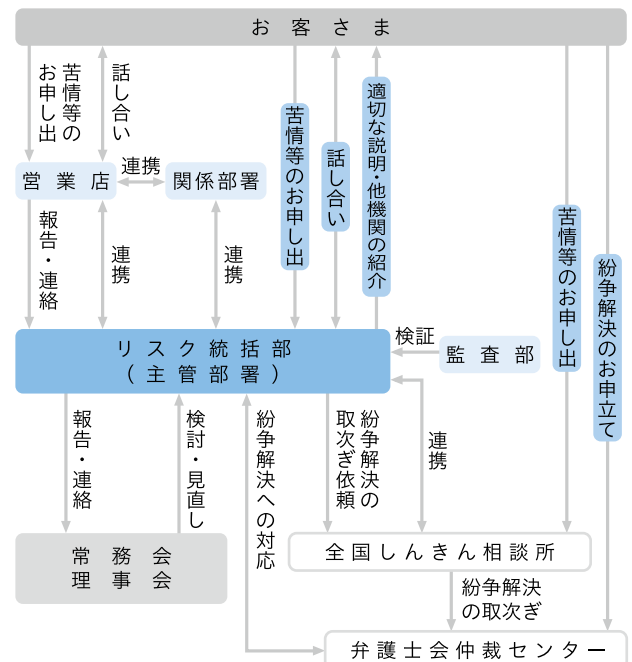 お客さま
苦情等の
お申し出
話し合い
苦情等のお申し出
話し合い
適切な説明・他機関の紹介
苦情等のお申し出
紛争解決のお申立て
営業店
連携
関係部署
報告・連絡
連携
連携
リスク統括部
（主管部署）
検証
監査部
報告・連絡
検討・見直し
紛争解決への対応
紛争解決の
取次ぎ依頼
連携
常務会
理事会
全国しんきん相談所
紛争解決
の取次ぎ
弁護士会仲裁センター